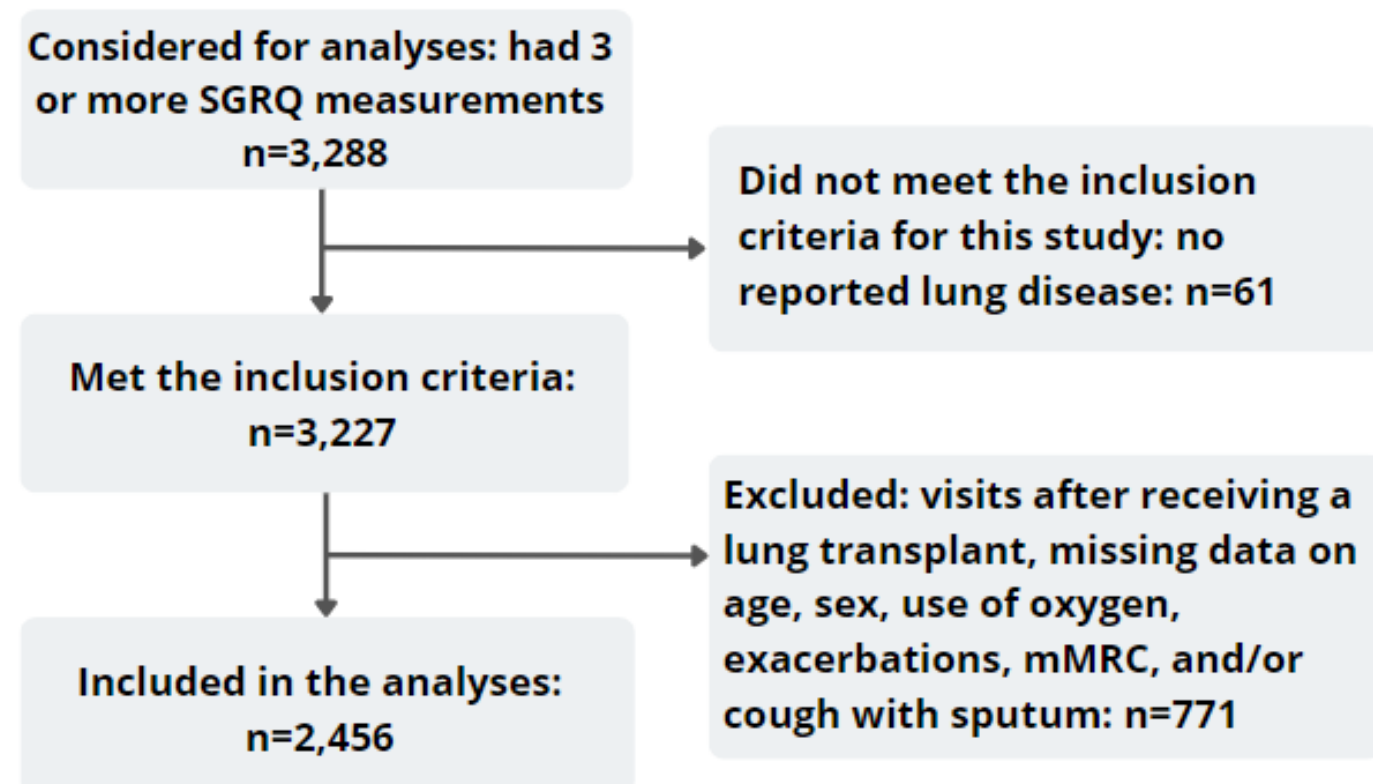 Considered for analyses: had 3
or more SGRQ measurements
n=3,288
Did not meet the inclusion
criteria for this study: no
reported lung disease: n=61
Met the inclusion criteria:
n=3,227
Excluded: visits after receiving a
lung transplant, missing data on
age, sex, use of oxygen,
exacerbations, mMRC, and/or
cough with sputum: n=771
Included in the analyses:
n=2,456